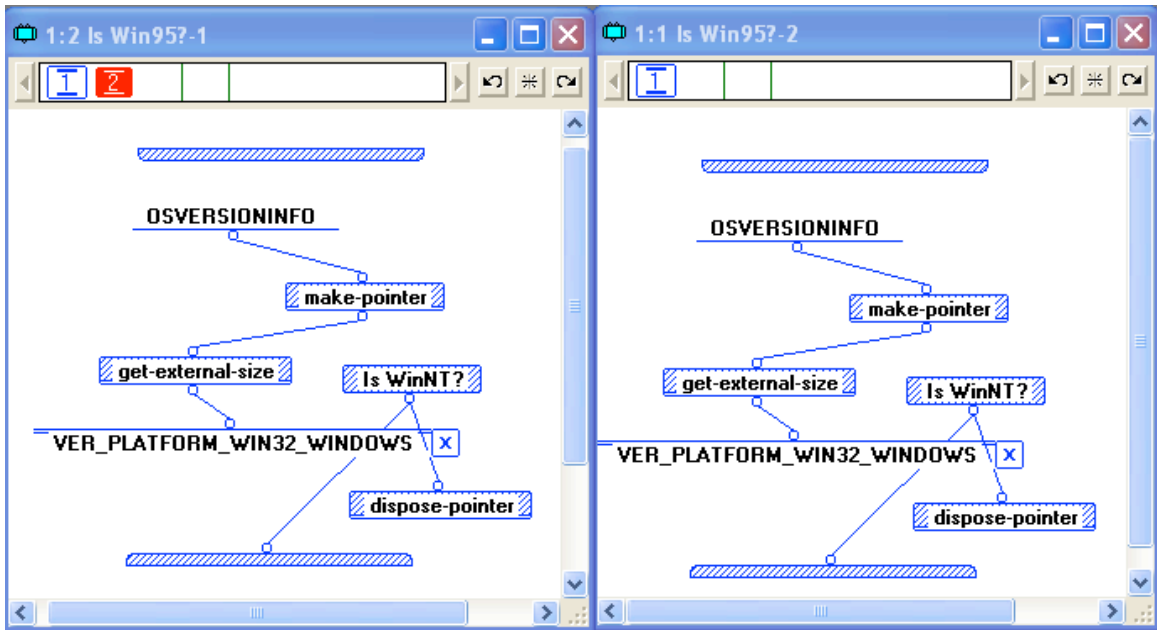 1:2 Is Win95?-1
1 2
OSVERSIONINFO
make-pointer
get-external-size
Is WinNT?
VER_PLATFORM_WIN32_WINDOWS X
dispose-pointer
1:1 Is Win95?-2
1
OSVERSIONINFO
make-pointer
get-external-size
Is WinNT?
VER_PLATFORM_WIN32_WINDOWS X
dispose-pointer